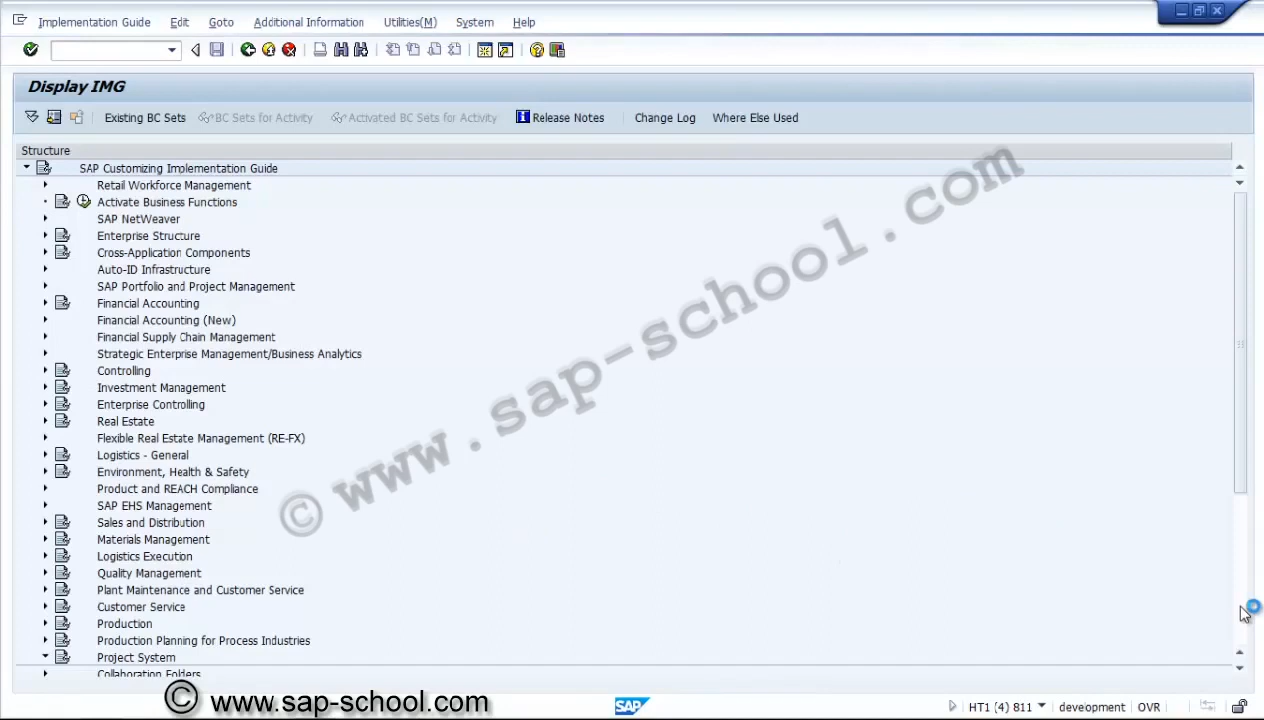 Implementation Guide Edit Goto Additional Information Utilities(M) System Help
Display IMG
Existing BC Sets BC Sets for Activity Activated BC Sets for Activity Release Notes Change Log Where Else Used
Structure
SAP Customizing Implementation Guide
Retail Workforce Management
Activate Business Functions
SAP NetWeaver
Enterprise Structure
Cross-Application Components
Auto-ID Infrastructure
SAP Portfolio and Project Management
Financial Accounting
Financial Accounting (New)
Financial Supply Chain Management
Strategic Enterprise Management/Business Analytics
Controlling
Investment Management
Enterprise Controlling
Real Estate
Flexible Real Estate Management (RE-FX)
Logistics - General
Environment, Health & Safety
Product and REACH Compliance
SAP EHS Management
Sales and Distribution
Materials Management
Logistics Execution
Quality Management
Plant Maintenance and Customer Service
Customer Service
Production
Production Planning for Process Industries
Project System
Collaboration Folders
© www.sap-school.com
© www.sap-school.com
SAP HT1 (4) 811 development OVR